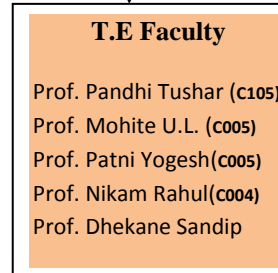 T.E Faculty
Prof. Pandhi Tushar (C105)
Prof. Mohite U.L. (C005)
Prof. Patni Yogesh(C005)
Prof. Nikam Rahul(C004)
Prof. Dhekane Sandip